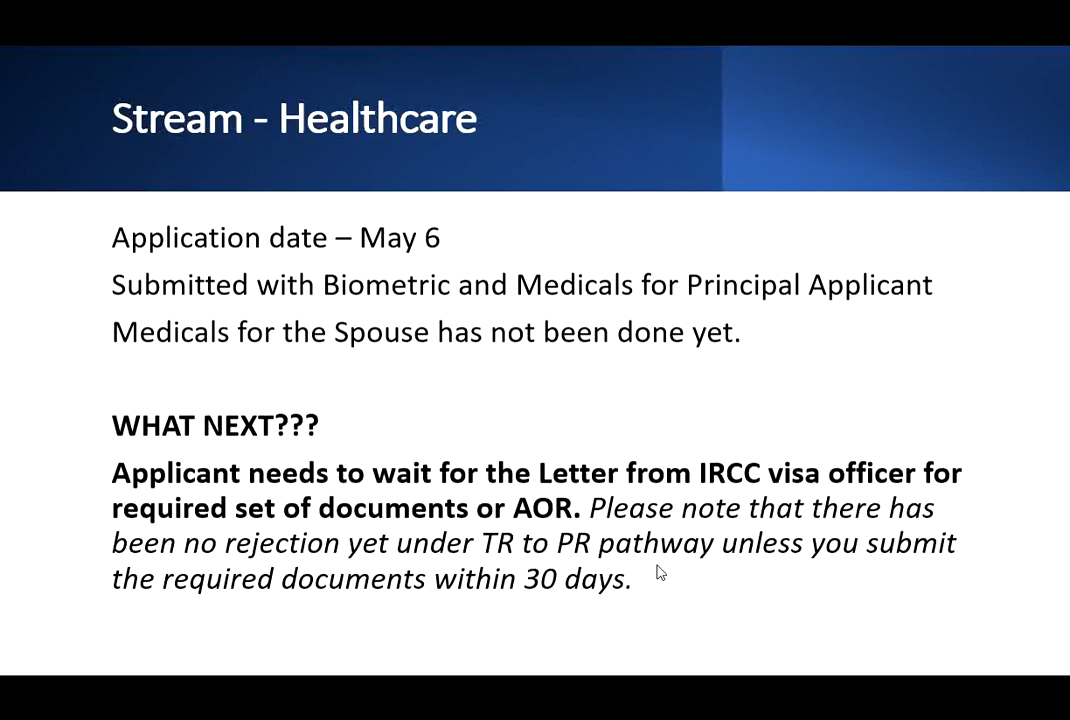 Stream - Healthcare
Application date – May 6
Submitted with Biometric and Medicals for Principal Applicant
Medicals for the Spouse has not been done yet.
WHAT NEXT???
Applicant needs to wait for the Letter from IRCC visa officer for
required set of documents or AOR. Please note that there has
been no rejection yet under TR to PR pathway unless you submit
the required documents within 30 days.